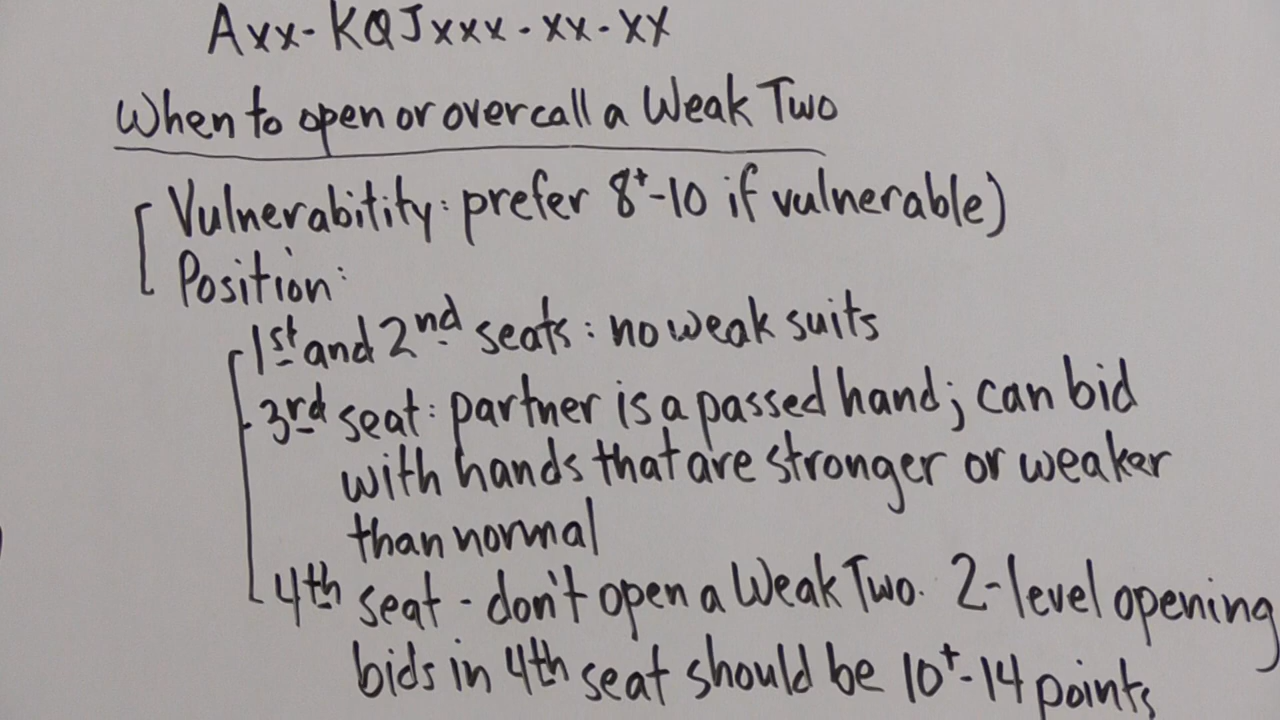 Axx-KQJxxx-xx-xx
When to open or overcall a Weak Two
Vulnerability: prefer 8+-10 if vulnerable)
Position:
1st and 2nd seats: no weak suits
3rd seat: partner is a passed hand; can bid
with hands that are stronger or weaker
than normal
4th seat - don't open a Weak Two. 2-level opening
bids in 4th seat should be 10+-14 points